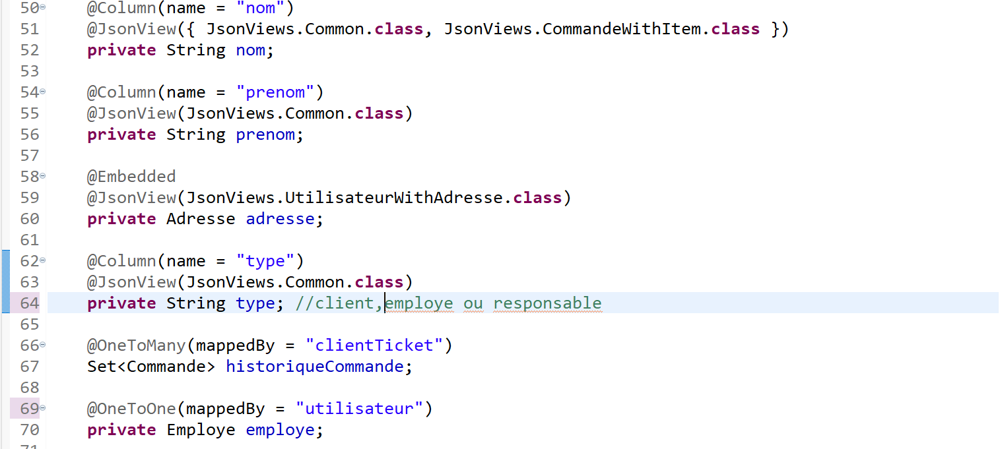 50 @Column(name = "nom")
51 @JsonView({ JsonViews.Common.class, JsonViews.CommandeWithItem.class })
52 private String nom;
53
54 @Column(name = "prenom")
55 @JsonView(JsonViews.Common.class)
56 private String prenom;
57
58 @Embedded
59 @JsonView(JsonViews.UtilisateurWithAdresse.class)
60 private Adresse adresse;
61
62 @Column(name = "type")
63 @JsonView(JsonViews.Common.class)
64 private String type; //client,employe ou responsable
65
66 @OneToMany(mappedBy = "clientTicket")
67 Set<Commande> historiqueCommande;
68
69 @OneToOne(mappedBy = "utilisateur")
70 private Employe employe;
71